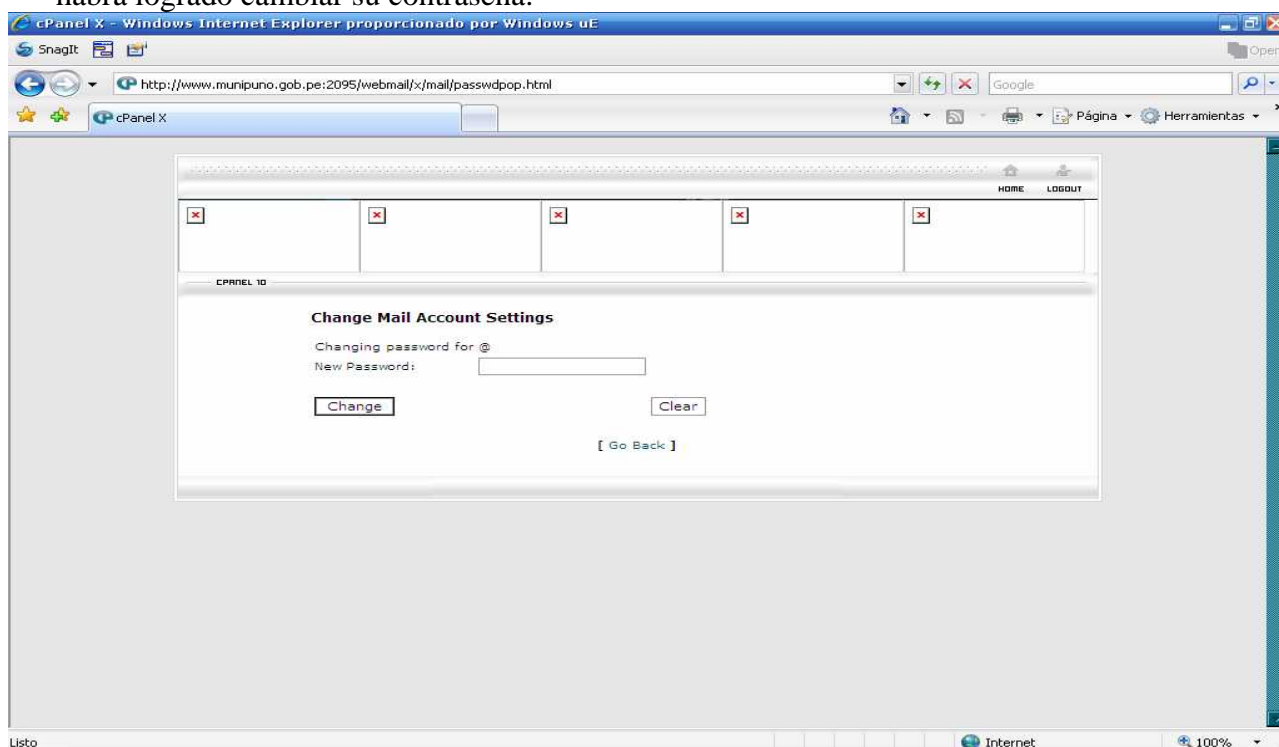 habrá logrado cambiar su contraseña.
cPanel X - Windows Internet Explorer proporcionado por Windows uE
SnagIt
Open
http://www.munipuno.gob.pe:2095/webmail/x/mail/passwdpop.html
Google
cPanel X
Página
Herramientas
HOME LOGOUT
CPANEL 10
Change Mail Account Settings
Changing password for @
New Password:
Change Clear
[ Go Back ]
Listo
Internet
100%